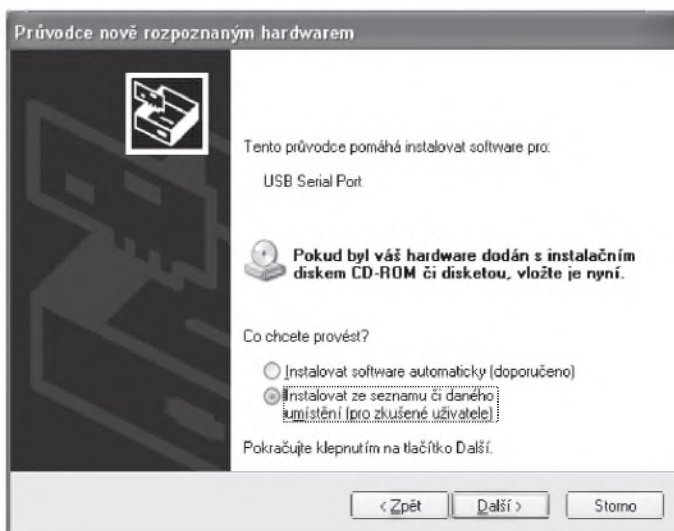 Průvodce nově rozpoznaným hardwarem
Tento průvodce pomáhá instalovat software pro:
USB Serial Port
Pokud byl váš hardware dodán s instalačním
diskem CD-ROM či disketou, vložte je nyní.
Co chcete provést?
Instalovat software automaticky (doporučeno)
Instalovat ze seznamu či daného
umístění (pro zkušené uživatele)
Pokračujte klepnutím na tlačítko Další.
< Zpět Další > Storno